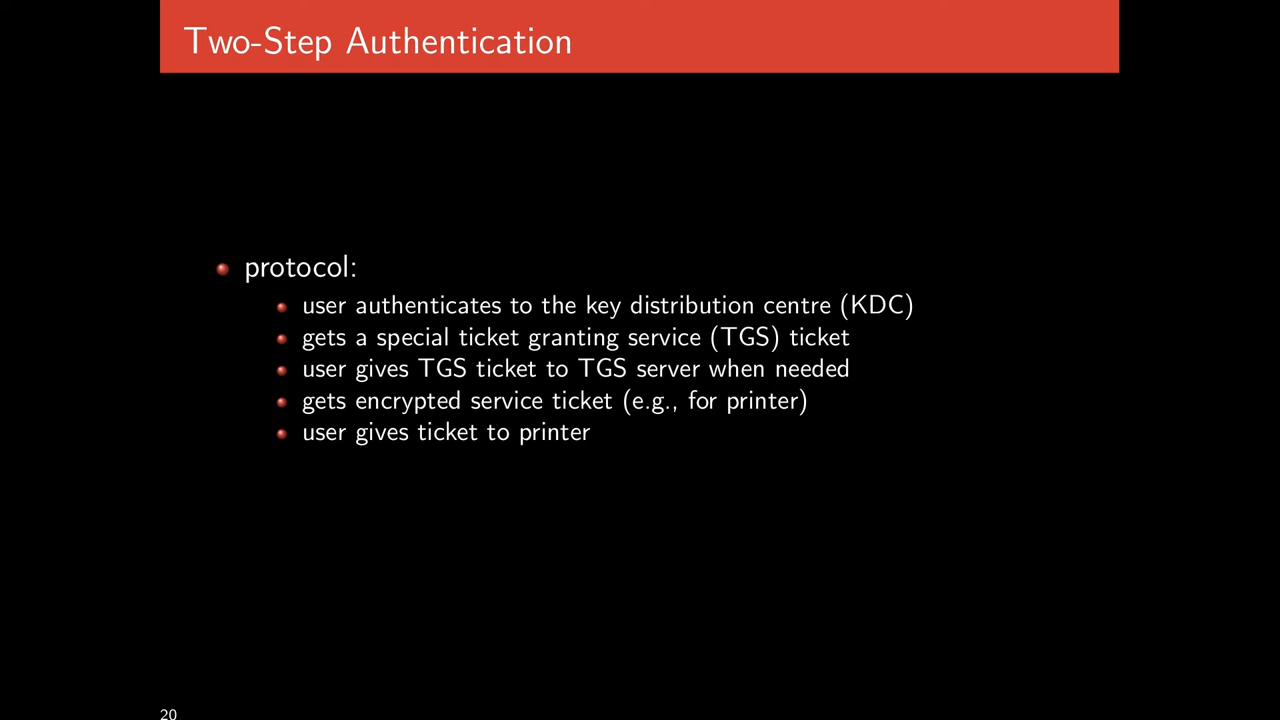 Two-Step Authentication
protocol:
user authenticates to the key distribution centre (KDC)
gets a special ticket granting service (TGS) ticket
user gives TGS ticket to TGS server when needed
gets encrypted service ticket (e.g., for printer)
user gives ticket to printer
20